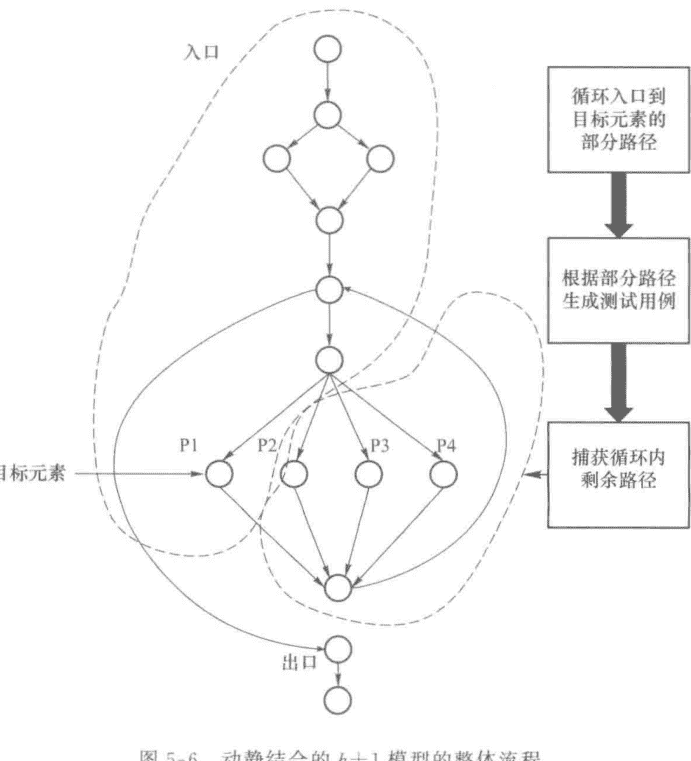 入口
循环入口到
目标元素的
部分路径
根据部分路径
生成测试用例
P1
P2
P3
P4
目标元素
捕获循环内
剩余路径
出口
图 5-6 动静结合的 k+1 模型的整体流程